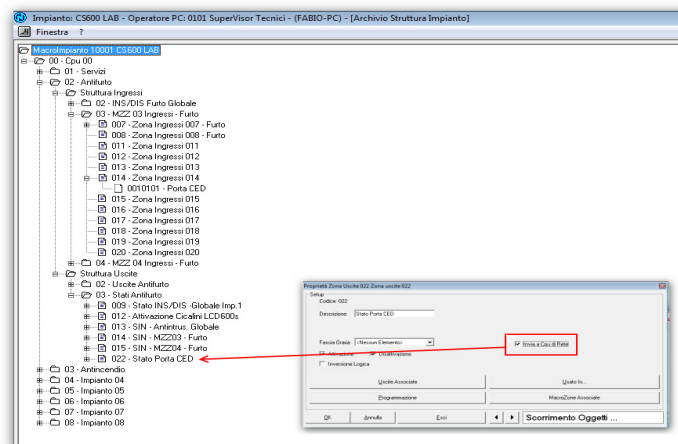 Impianto: CS600 LAB - Operatore PC: 0101 SuperVisor Tecnici - (FABIO-PC) - [Archivio Struttura Impianto]
Finestra ?
MacroImpianto 10001 CS600 LAB
00 - Cpu 00
01 - Servizi
02 - Antifurto
Struttura Ingressi
02 - INS/DIS Furto Globale
03 - MZZ 03 Ingressi - Furto
007 - Zona Ingressi 007 - Furto
008 - Zona Ingressi 008 - Furto
011 - Zona Ingressi 011
012 - Zona Ingressi 012
013 - Zona Ingressi 013
014 - Zona Ingressi 014
0010101 - Porta CED
015 - Zona Ingressi 015
016 - Zona Ingressi 016
017 - Zona Ingressi 017
018 - Zona Ingressi 018
019 - Zona Ingressi 019
020 - Zona Ingressi 020
04 - MZZ 04 Ingressi - Furto
Struttura Uscite
02 - Uscite Antifurto
03 - Stati Antifurto
009 - Stato INS/DIS -Globale Imp.1
012 - Attivazione Cicalini LCD600s
013 - SIN - Antintrus. Globale
014 - SIN - MZZ03 - Furto
015 - SIN - MZZ04 - Furto
022 - Stato Porta CED
03 - Antincendio
04 - Impianto 04
05 - Impianto 05
06 - Impianto 06
07 - Impianto 07
08 - Impianto 08
Proprietà Zona Uscite 022 Zona uscite 022
Setup
Codice: 022
Descrizione: Stato Porta CED
Fascia Oraria: <Nessun Elemento>
Invia a Cpu di Rete
Attivazione Disattivazione
Inversione Logica
Uscite Associate Usato In...
Programmazione MacroZone Associate
OK Annulla Esci Scorrimento Oggetti ...